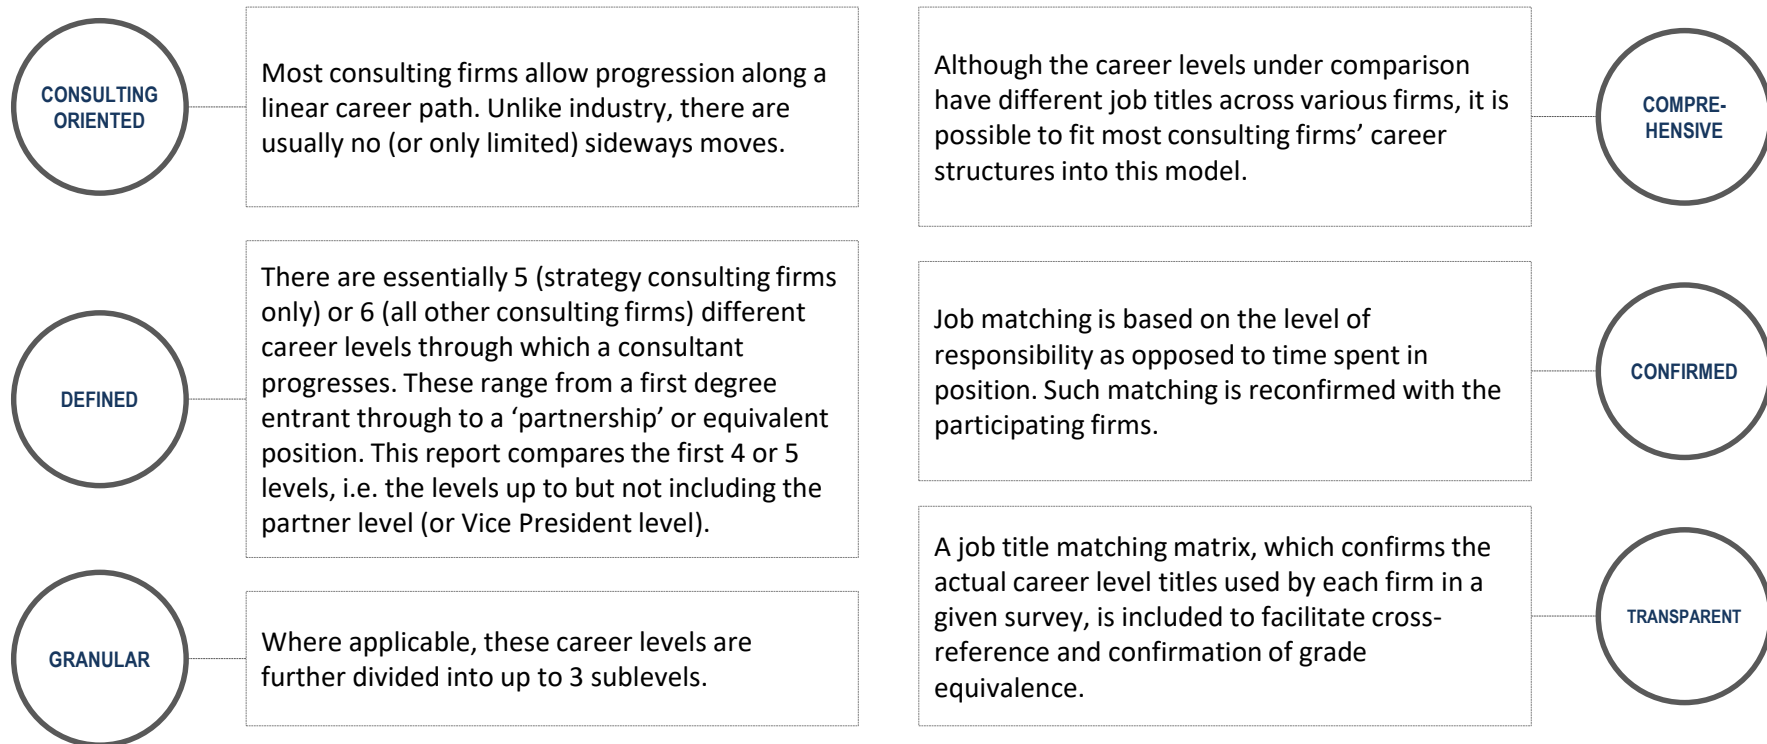 CONSULTING
ORIENTED
Most consulting firms allow progression along a
linear career path. Unlike industry, there are
usually no (or only limited) sideways moves.
DEFINED
There are essentially 5 (strategy consulting firms
only) or 6 (all other consulting firms) different
career levels through which a consultant
progresses. These range from a first degree
entrant through to a ‘partnership’ or equivalent
position. This report compares the first 4 or 5
levels, i.e. the levels up to but not including the
partner level (or Vice President level).
GRANULAR
Where applicable, these career levels are
further divided into up to 3 sublevels.
Although the career levels under comparison
have different job titles across various firms, it is
possible to fit most consulting firms’ career
structures into this model.
COMPRE-
HENSIVE
Job matching is based on the level of
responsibility as opposed to time spent in
position. Such matching is reconfirmed with the
participating firms.
CONFIRMED
A job title matching matrix, which confirms the
actual career level titles used by each firm in a
given survey, is included to facilitate cross-
reference and confirmation of grade
equivalence.
TRANSPARENT